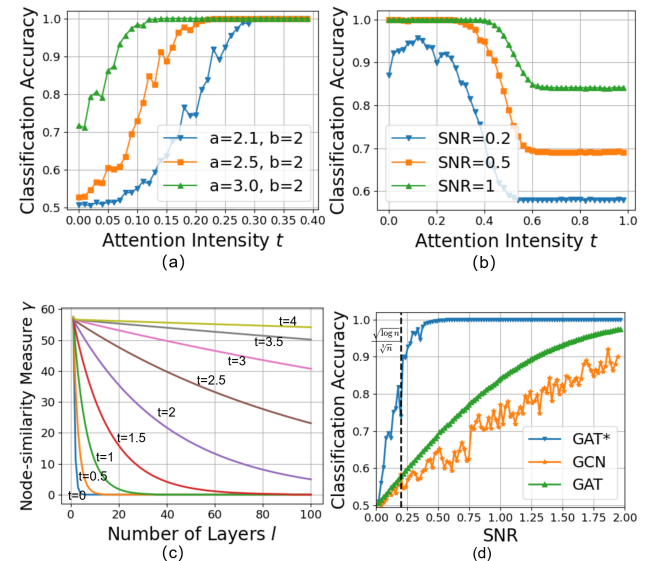 Classification Accuracy
1.0
0.9
0.8
0.7
0.6
0.5
a=2.1, b=2
a=2.5, b=2
a=3.0, b=2
0.00 0.05 0.10 0.15 0.20 0.25 0.30 0.35 0.40
Attention Intensity t
(a)
Classification Accuracy
1.0
0.9
0.8
0.7
0.6
SNR=0.2
SNR=0.5
SNR=1
0.0 0.2 0.4 0.6 0.8 1.0
Attention Intensity t
(b)
Node-similarity Measure γ
60
50
40
30
20
10
0
t=4
t=3.5
t=3
t=2.5
t=2
t=1.5
t=1
t=0.5
t=0
0 20 40 60 80 100
Number of Layers l
(c)
Classification Accuracy
1.0
0.9
0.8
0.7
0.6
0.5
√log n
∛n
GAT*
GCN
GAT
0.00 0.25 0.50 0.75 1.00 1.25 1.50 1.75 2.00
SNR
(d)